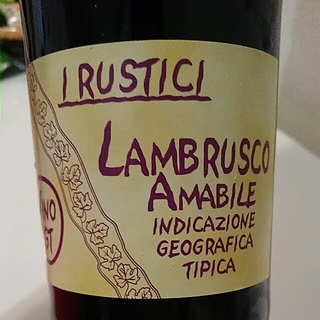 I RUSTICI
LAMBRUSCO
AMABILE
INDICAZIONE
GEOGRAFICA
TIPICA